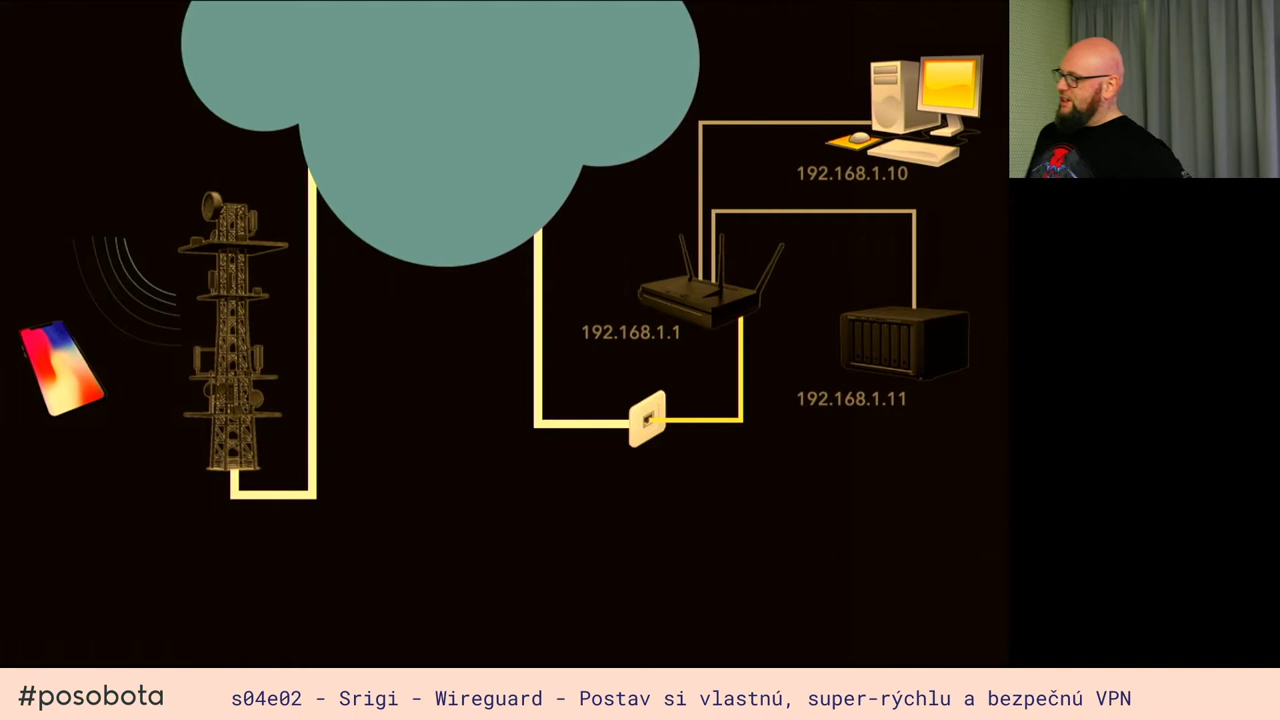 192.168.1.10
192.168.1.1
192.168.1.11
#posobota
s04e02 - Srigi - Wireguard - Postav si vlastnú, super-rýchlu a bezpečnú VPN